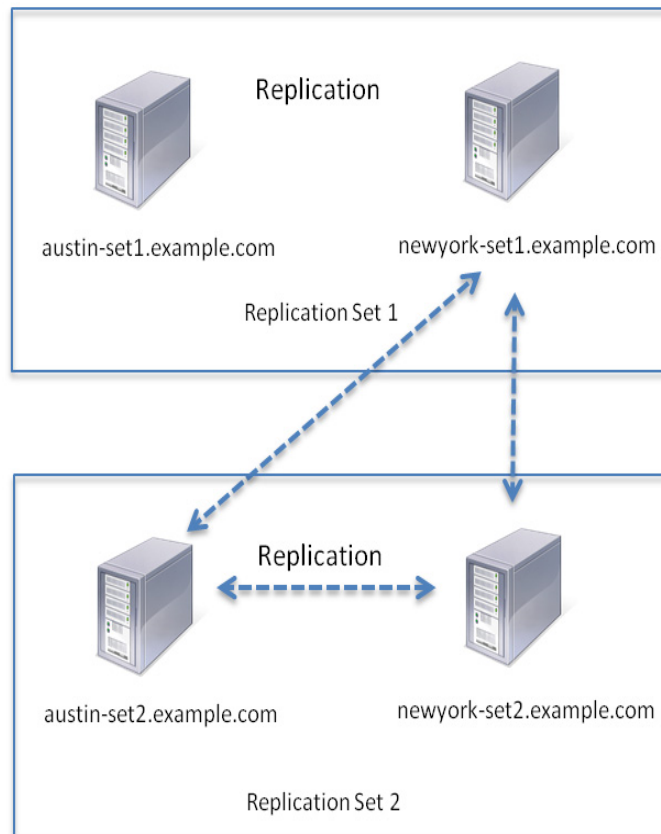 Replication
austin-set1.example.com
newyork-set1.example.com
Replication Set 1
Replication
austin-set2.example.com
newyork-set2.example.com
Replication Set 2